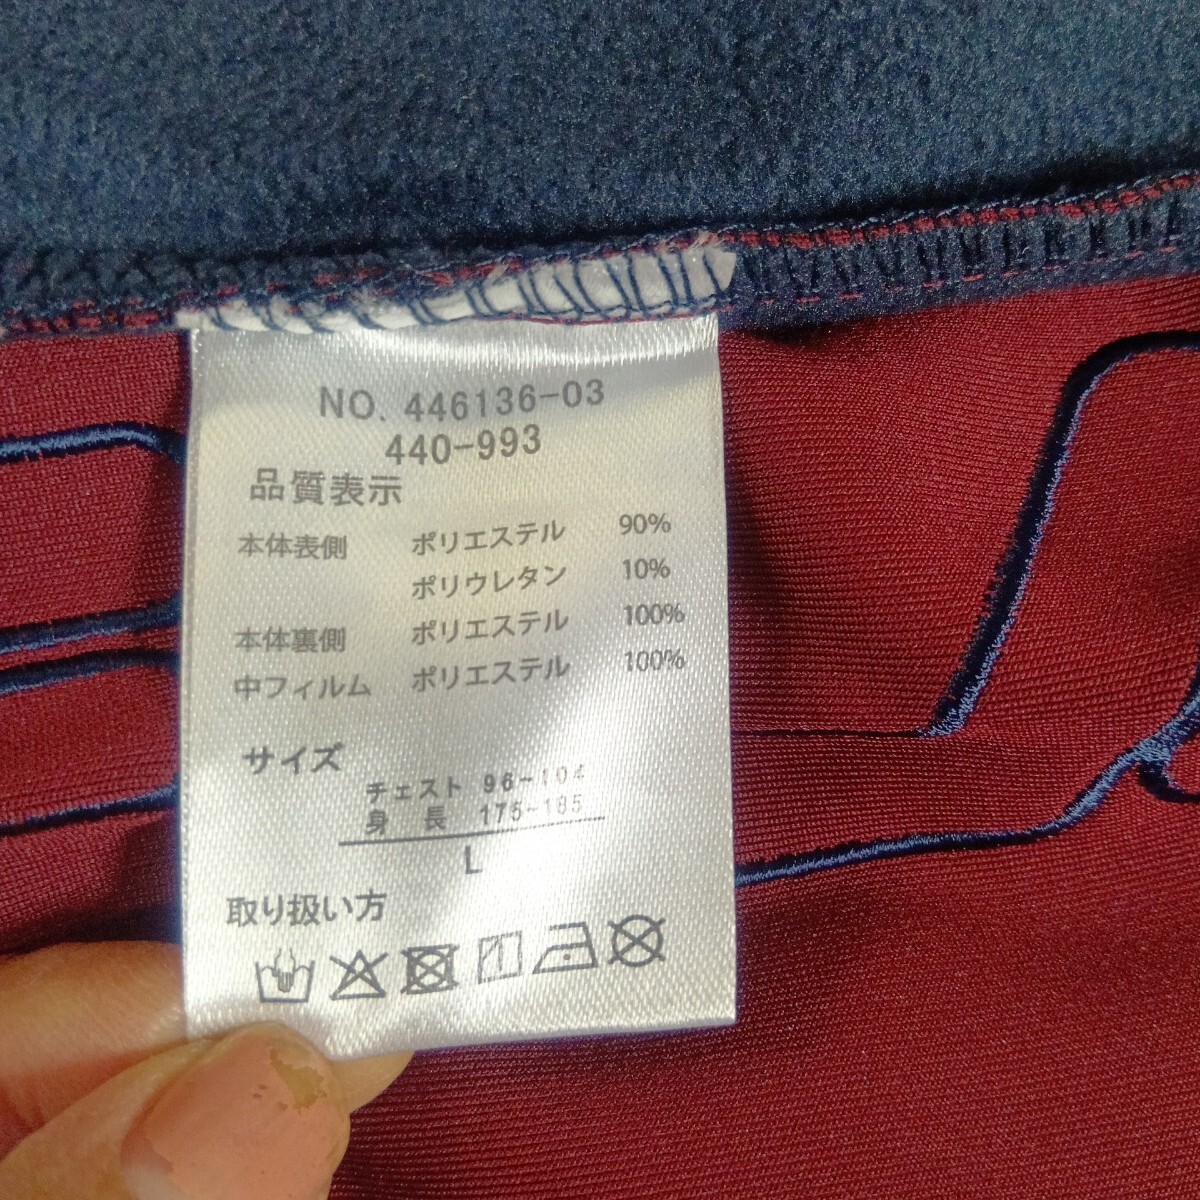 NO. 446136-03
440-993
品質表示
本体表側 ポリエステル 90%
ポリウレタン 10%
本体裏側 ポリエステル 100%
中フィルム ポリエステル 100%
サイズ
チェスト 96-104
身 長 175-185
L
取り扱い方